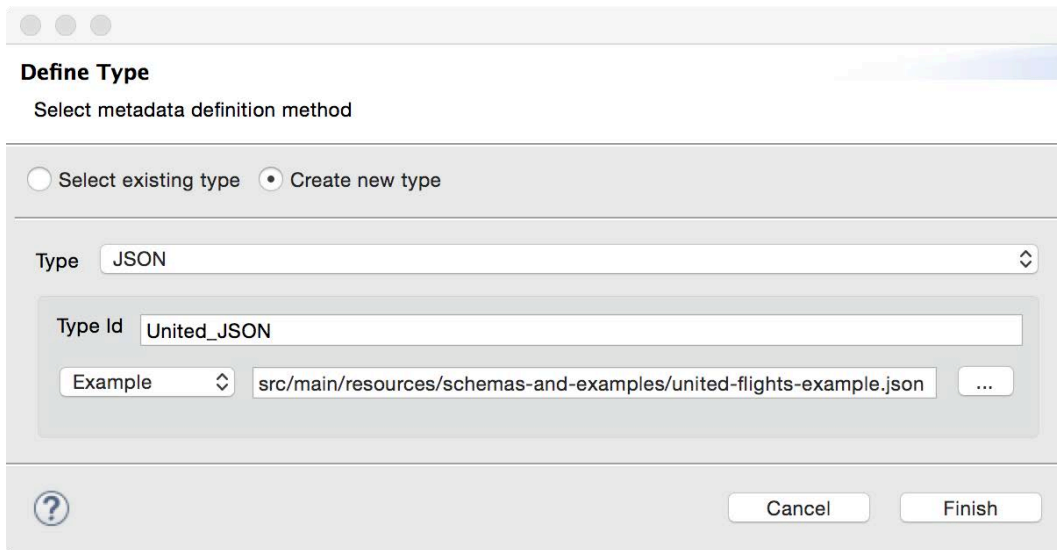 Define Type
Select metadada definition method
Select existing type Create new type
Type JSON
Type Id United_JSON
Example src/main/resources/schemas-and-examples/united-flights-example.json ...
? Cancel Finish